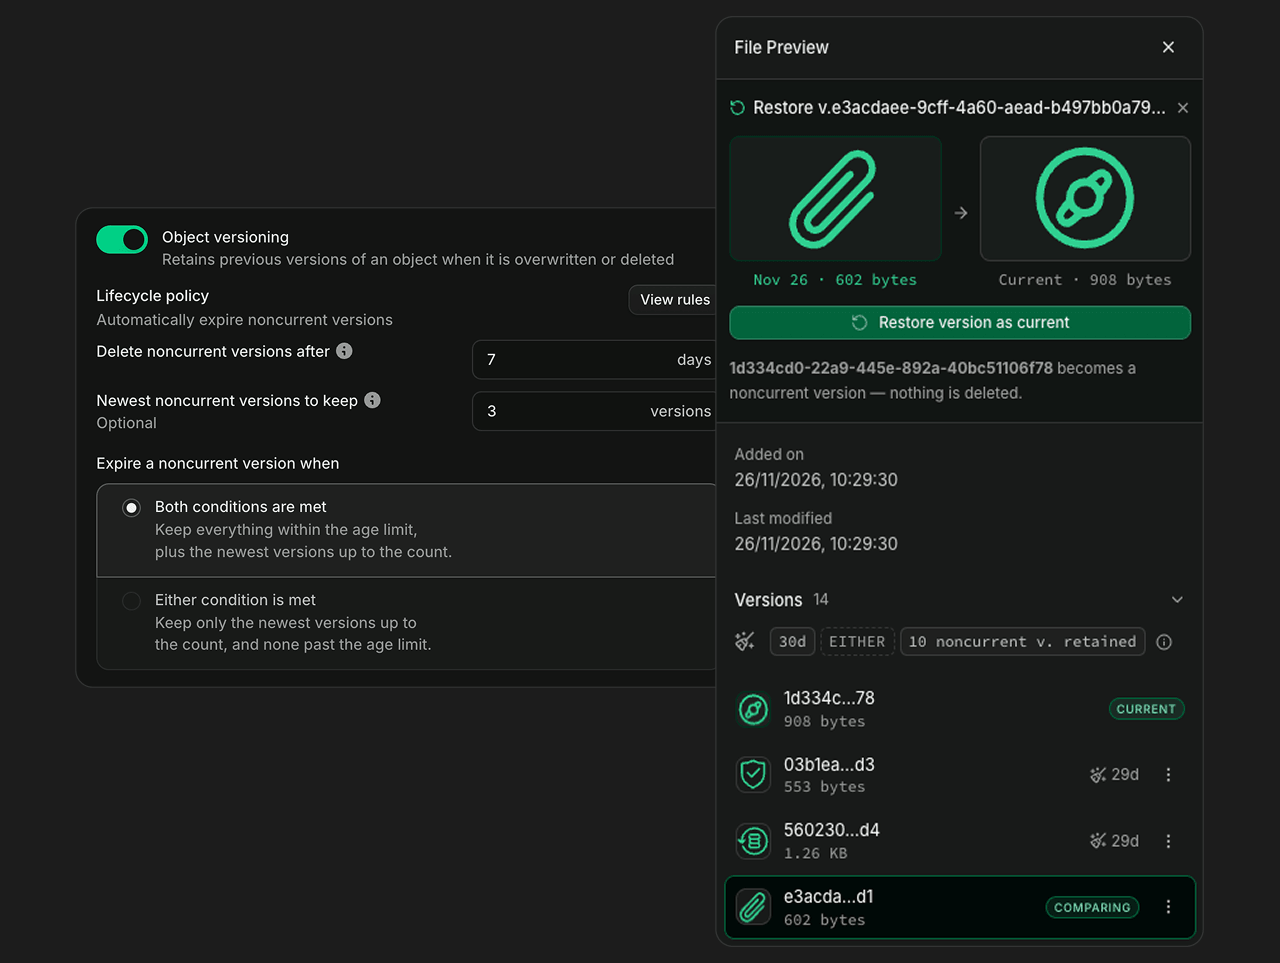 Object versioning
Retains previous versions of an object when it is overwritten or deleted
Lifecycle policy
Automatically expire noncurrent versions
View rules
Delete noncurrent versions after
7 days
Newest noncurrent versions to keep
Optional
3 versions
Expire a noncurrent version when
Both conditions are met
Keep everything within the age limit,
plus the newest versions up to the count.
Either condition is met
Keep only the newest versions up to
the count, and none past the age limit.
File Preview
Restore v.e3acdaee-9cff-4a60-aead-b497bb0a79...
Nov 26 · 602 bytes
Current · 908 bytes
Restore version as current
1d334cd0-22a9-445e-892a-40bc51106f78 becomes a
noncurrent version — nothing is deleted.
Added on
26/11/2026, 10:29:30
Last modified
26/11/2026, 10:29:30
Versions 14
30d EITHER 10 noncurrent v. retained
1d334c...78
908 bytes
CURRENT
03b1ea...d3
553 bytes
29d
560230...d4
1.26 KB
29d
e3acda...d1
602 bytes
COMPARING